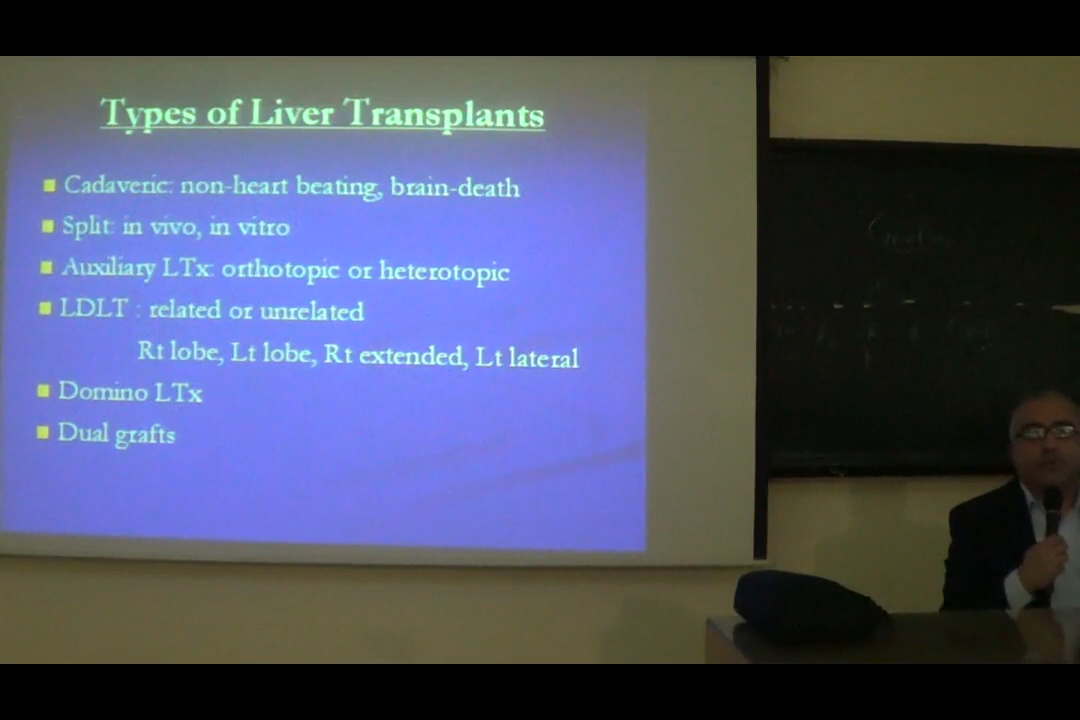 Types of Liver Transplants
Cadaveric: non-heart beating, brain-death
Split: in vivo, in vitro
Auxiliary LTx: orthotopic or heterotopic
LDLT : related or unrelated
Rt lobe, Lt lobe, Rt extended, Lt lateral
Domino LTx
Dual grafts